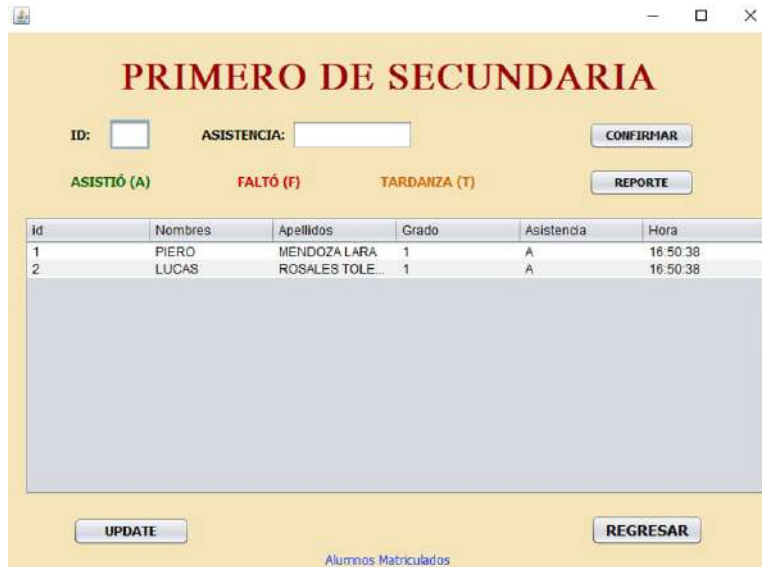 PRIMERO DE SECUNDARIA
ID: ASISTENCIA: CONFIRMAR
ASISTIÓ (A) FALTÓ (F) TARDANZA (T) REPORTE
id Nombres Apellidos Grado Asistencia Hora
1 PIERO MENDOZA LARA 1 A 16:50:38
2 LUCAS ROSALES TOLE... 1 A 16:50:38
UPDATE REGRESAR
Alumnos Matriculados